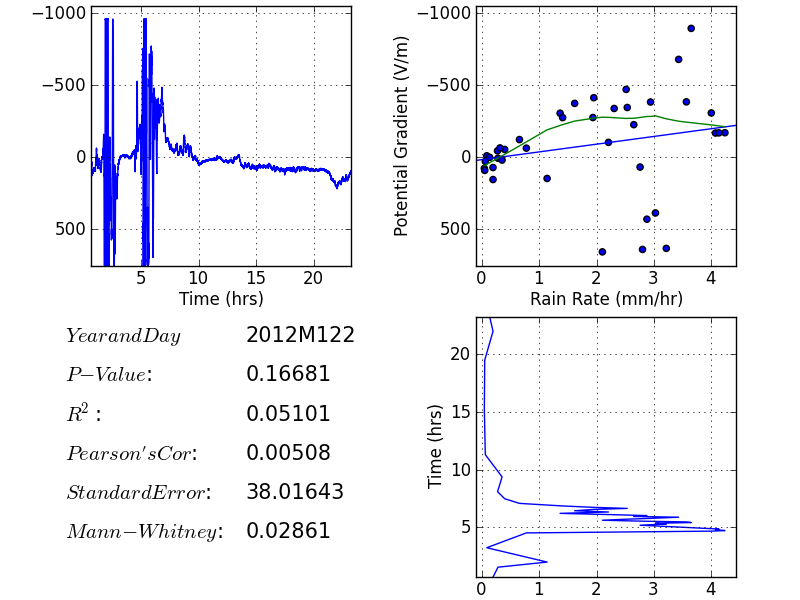 −1000
−500
0
500
5
10
15
20
Time (hrs)
Potential Gradient (V/m)
−1000
−500
0
500
0
1
2
3
4
Rain Rate (mm/hr)
YearandDay 2012M122
P−Value: 0.16681
R² : 0.05101
Pearson'sCor: 0.00508
StandardError: 38.01643
Mann−Whitney: 0.02861
Time (hrs)
20
15
10
5
0
1
2
3
4